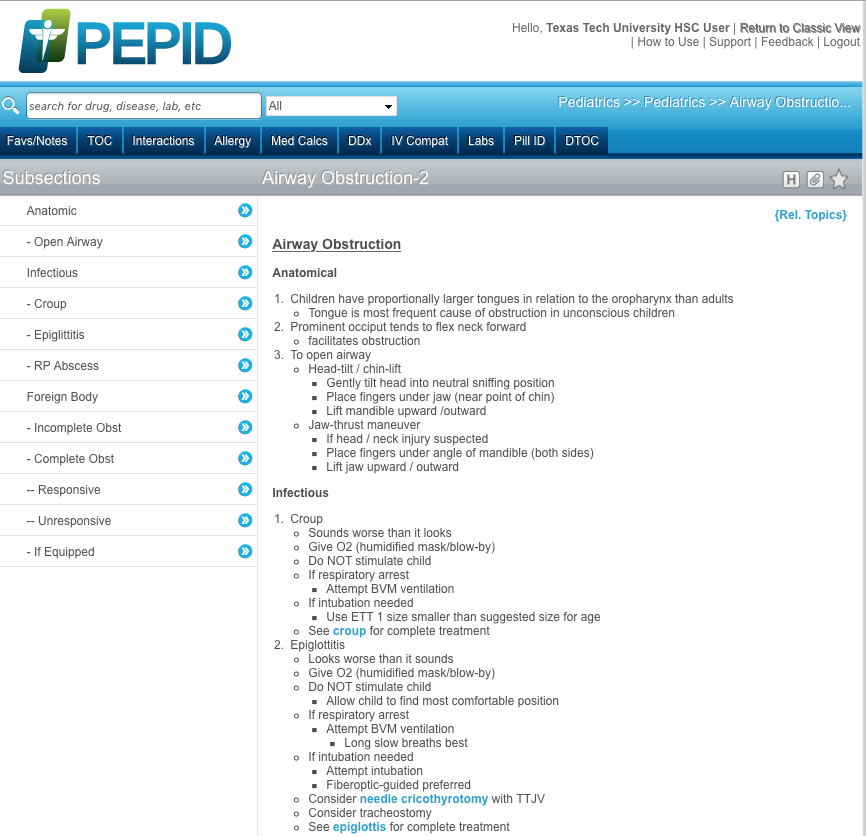 PEPID
Hello, Texas Tech University HSC User | Return to Classic View
| How to Use | Support | Feedback | Logout
search for drug, disease, lab, etc
All
Pediatrics >> Pediatrics >> Airway Obstructio...
Favs/Notes TOC Interactions Allergy Med Calcs DDx IV Compat Labs Pill ID DTOC
Subsections
Airway Obstruction-2
H
Anatomic
- Open Airway
Infectious
- Croup
- Epiglittitis
- RP Abscess
Foreign Body
- Incomplete Obst
- Complete Obst
-- Responsive
-- Unresponsive
- If Equipped
{Rel. Topics}
Airway Obstruction
Anatomical
1. Children have proportionally larger tongues in relation to the oropharynx than adults
Tongue is most frequent cause of obstruction in unconscious children
2. Prominent occiput tends to flex neck forward
facilitates obstruction
3. To open airway
Head-tilt / chin-lift
Gently tilt head into neutral sniffing position
Place fingers under jaw (near point of chin)
Lift mandible upward /outward
Jaw-thrust maneuver
If head / neck injury suspected
Place fingers under angle of mandible (both sides)
Lift jaw upward / outward
Infectious
1. Croup
Sounds worse than it looks
Give O2 (humidified mask/blow-by)
Do NOT stimulate child
If respiratory arrest
Attempt BVM ventilation
If intubation needed
Use ETT 1 size smaller than suggested size for age
See croup for complete treatment
2. Epiglottitis
Looks worse than it sounds
Give O2 (humidified mask/blow-by)
Do NOT stimulate child
Allow child to find most comfortable position
If respiratory arrest
Attempt BVM ventilation
Long slow breaths best
If intubation needed
Attempt intubation
Fiberoptic-guided preferred
Consider needle cricothyrotomy with TTJV
Consider tracheostomy
See epiglottis for complete treatment